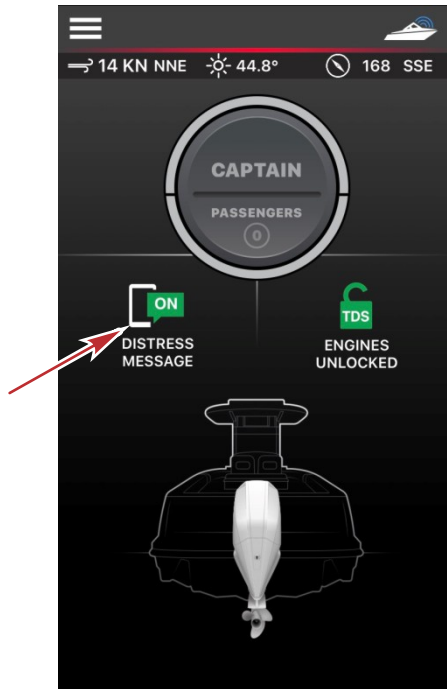 14 KN NNE 44.8° 168 SSE
CAPTAIN
PASSENGERS
0
ON
DISTRESS
MESSAGE
TDS
ENGINES
UNLOCKED